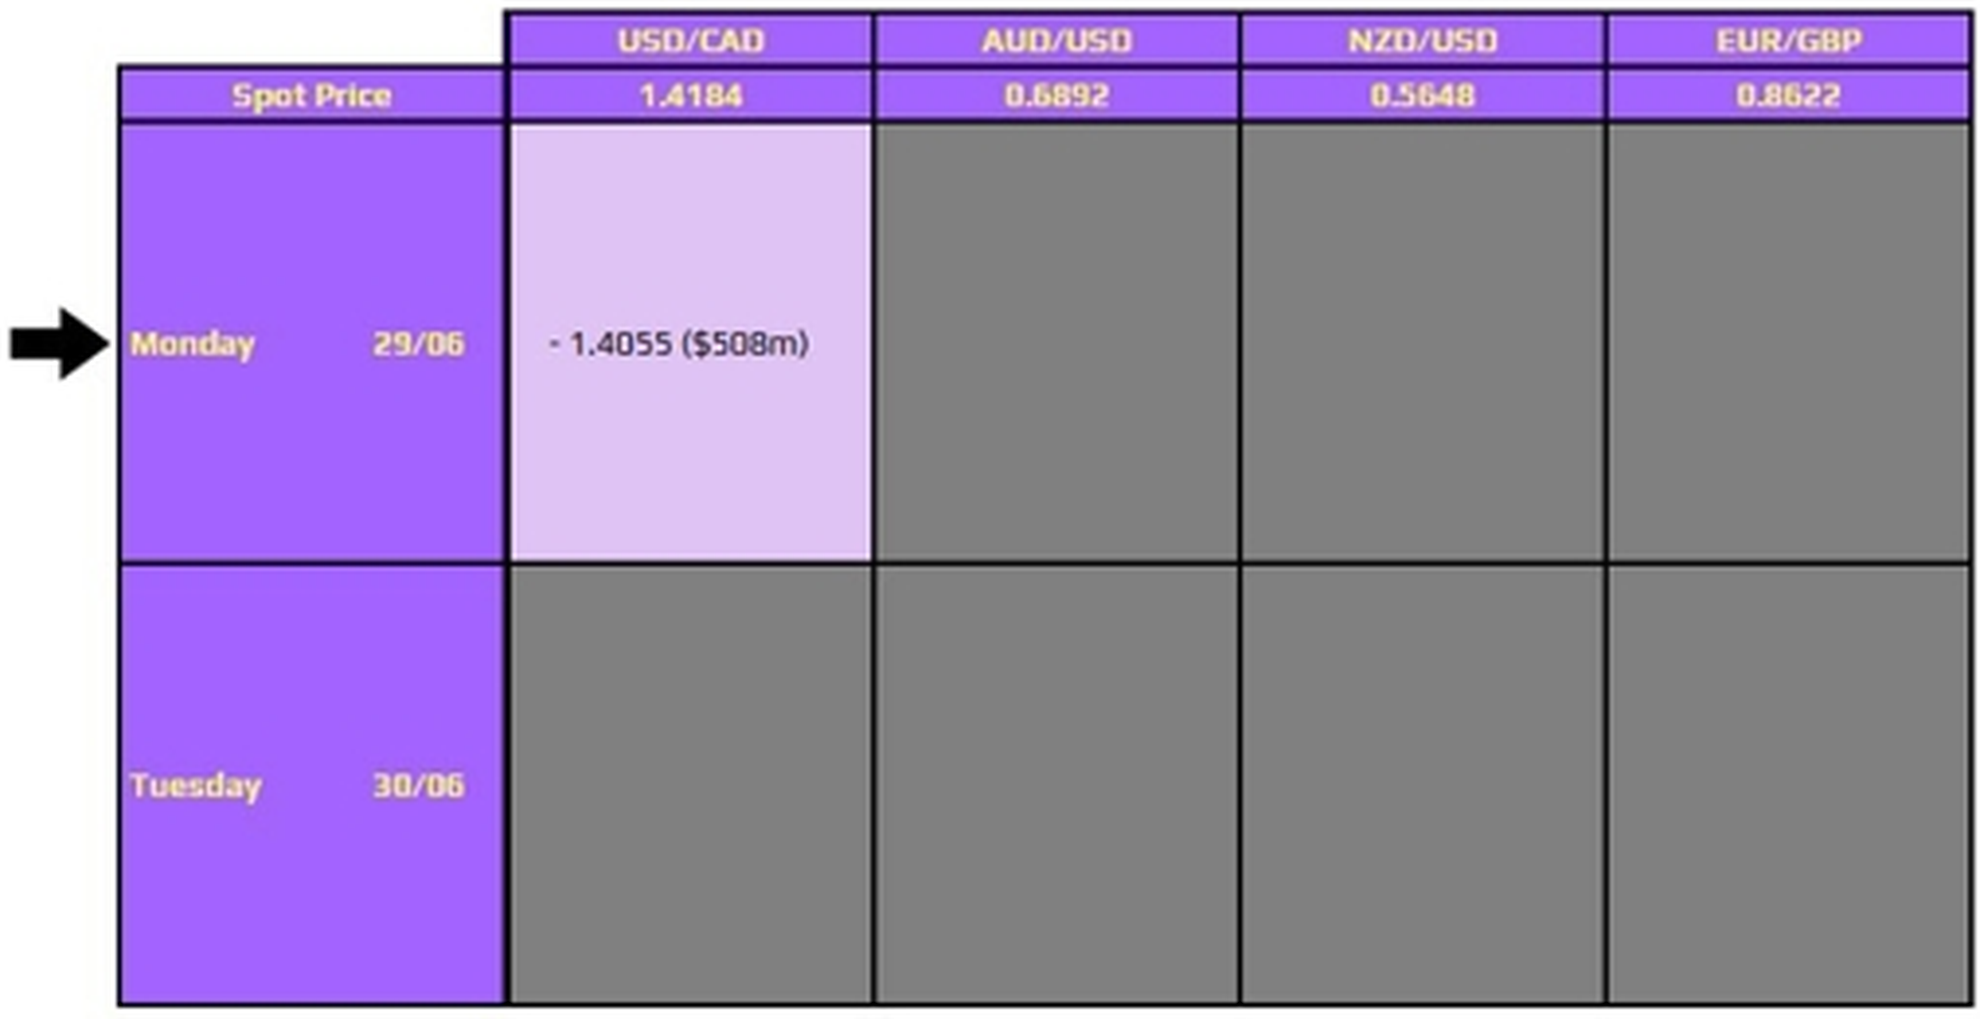 USD/CAD AUD/USD NZD/USD EUR/GBP
Spot Price 1.4184 0.6892 0.5648 0.8622
Monday 29/06 - 1.4055 ($508m)
Tuesday 30/06